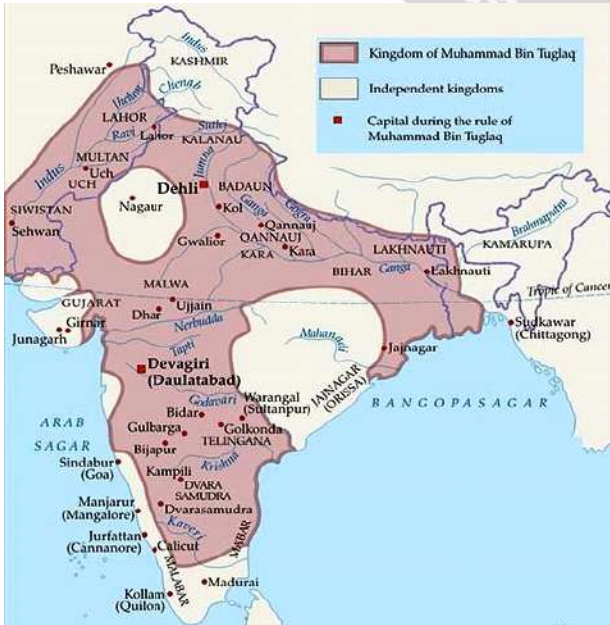 Kingdom of Muhammad Bin Tuglaq
Independent kingdoms
Capital during the rule of
Muhammad Bin Tuglaq
Indus
KASHMIR
Peshawar
Chenab
Jhelum
LAHOR
Lahor
Ravi
Sutlej
KALANAU
MULTAN
Uch
UCH
Indus
Jumna
Dehli
BADAUN
Nagaur
Kol
Ganga
Gogra
SIWISTAN
Sehwan
Qannauj
QANNAUJ
Gwalior
KARA
Kara
LAKHNAUTI
KAMARUPA
Brahmaputra
BIHAR
Ganga
Lakhnauti
MALWA
Tropic of Cancer
GUJARAT
Ujjain
Dhar
Girnar
Junagarh
Nerbudda
Mahanadi
Sudkawar
(Chittagong)
Tapti
Jajnagar
Devagiri
(Daulatabad)
JAJNAGAR
(ORISSA)
BANGOPASAGAR
Godavari
Warangal
(Sultanpur)
Bidar
ARAB
SAGAR
Gulbarga
Golkonda
TELINGANA
Bijapur
Sindabur
(Goa)
Krishna
Kampili
DVARA
SAMUDRA
Manjarur
(Mangalore)
Dvarasamudra
Kaveri
Jurfattan
(Cannanore)
Calicut
MABAR
MALABAR
Madurai
Kollam
(Quilon)